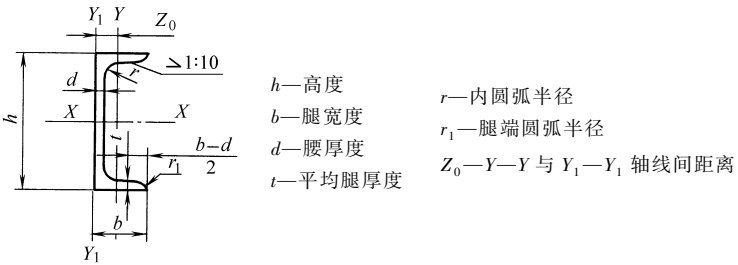 Y₁ Y Z₀
1:10
r
d
h
X X
t
b–d
2
r₁
b
Y₁
h—高度
b—腿宽度
d—腰厚度
t—平均腿厚度
r—内圆弧半径
r₁—腿端圆弧半径
Z₀—Y—Y 与 Y₁—Y₁ 轴线间距离